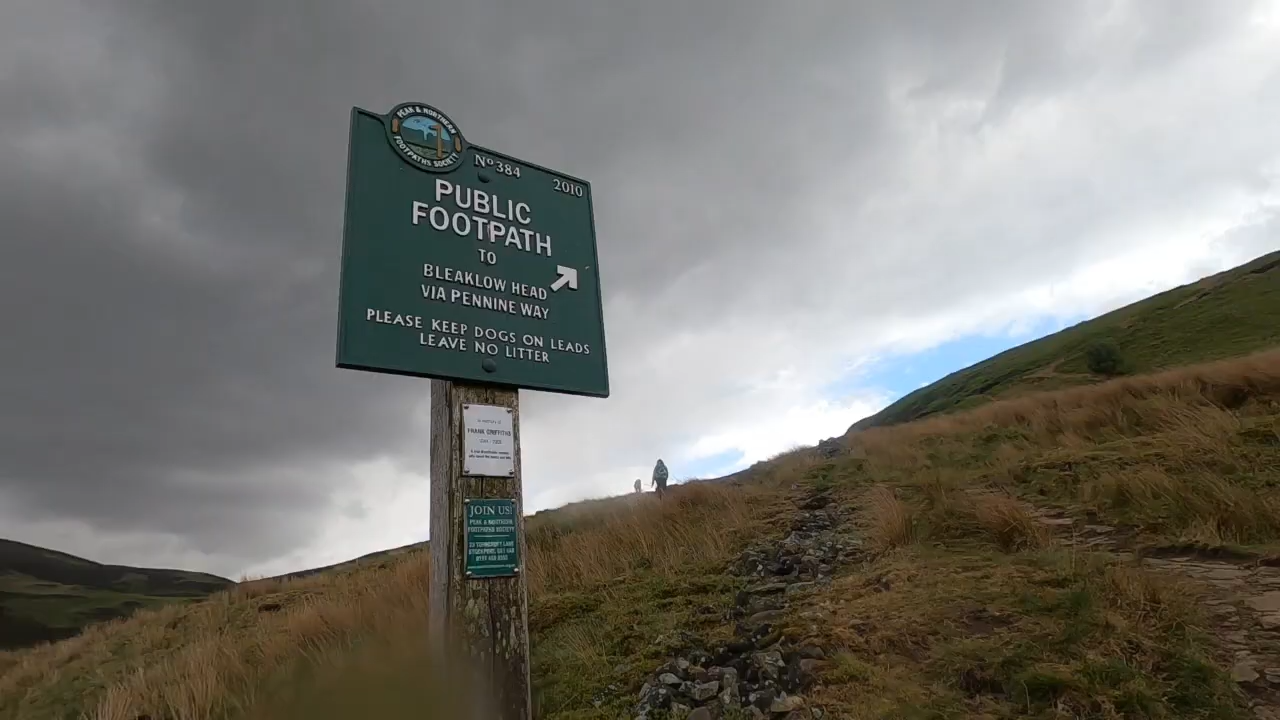 PEAK & NORTHERN
FOOTPATHS SOCIETY
Nº 384
2010
PUBLIC
FOOTPATH
TO
BLEAKLOW HEAD
VIA PENNINE WAY
PLEASE KEEP DOGS ON LEADS
LEAVE NO LITTER
FRANK GRIFFITHS
JOIN US!
PEAK & NORTHERN
FOOTPATHS SOCIETY